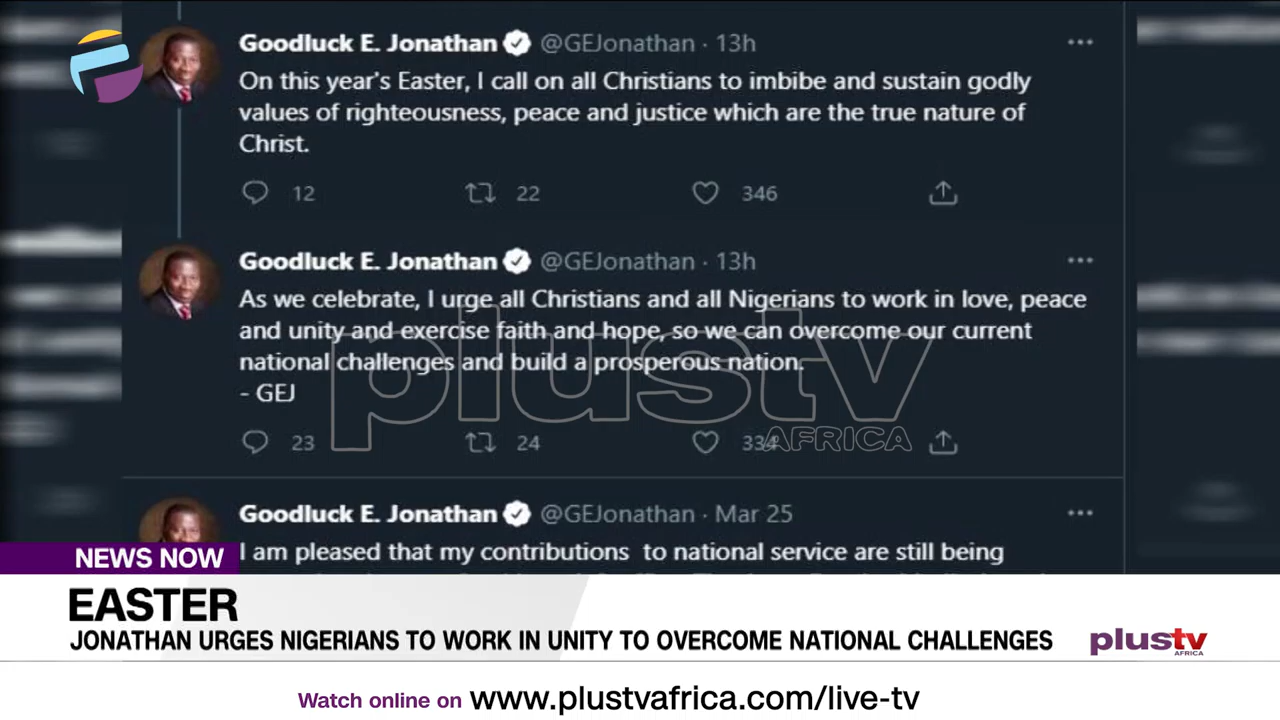 Goodluck E. Jonathan @GEJonathan · 13h
On this year's Easter, I call on all Christians to imbibe and sustain godly
values of righteousness, peace and justice which are the true nature of
Christ.
12 22 346
Goodluck E. Jonathan @GEJonathan · 13h
As we celebrate, I urge all Christians and all Nigerians to work in love, peace
and unity and exercise faith and hope, so we can overcome our current
national challenges and build a prosperous nation.
- GEJ
23 24 334
plustv
AFRICA
Goodluck E. Jonathan @GEJonathan · Mar 25
I am pleased that my contributions to national service are still being
NEWS NOW
EASTER
JONATHAN URGES NIGERIANS TO WORK IN UNITY TO OVERCOME NATIONAL CHALLENGES
plustv
AFRICA
Watch online on www.plustvafrica.com/live-tv